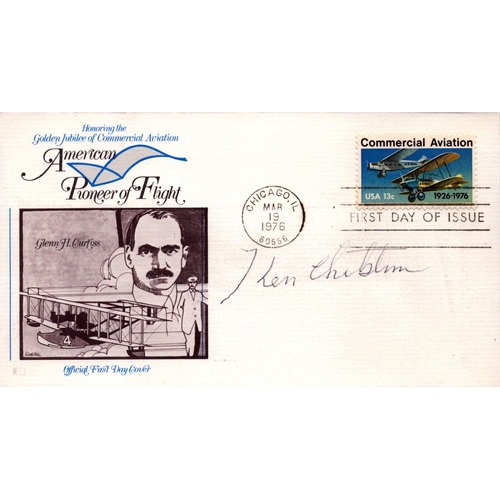 Honoring the
Golden Jubilee of Commercial Aviation
American
Pioneer of Flight
Glenn H. Curtiss
4
Official First Day Cover
CHICAGO, IL
MAR
19
1976
60666
Commercial Aviation
USA 13c 1926-1976
FIRST DAY OF ISSUE
Ken